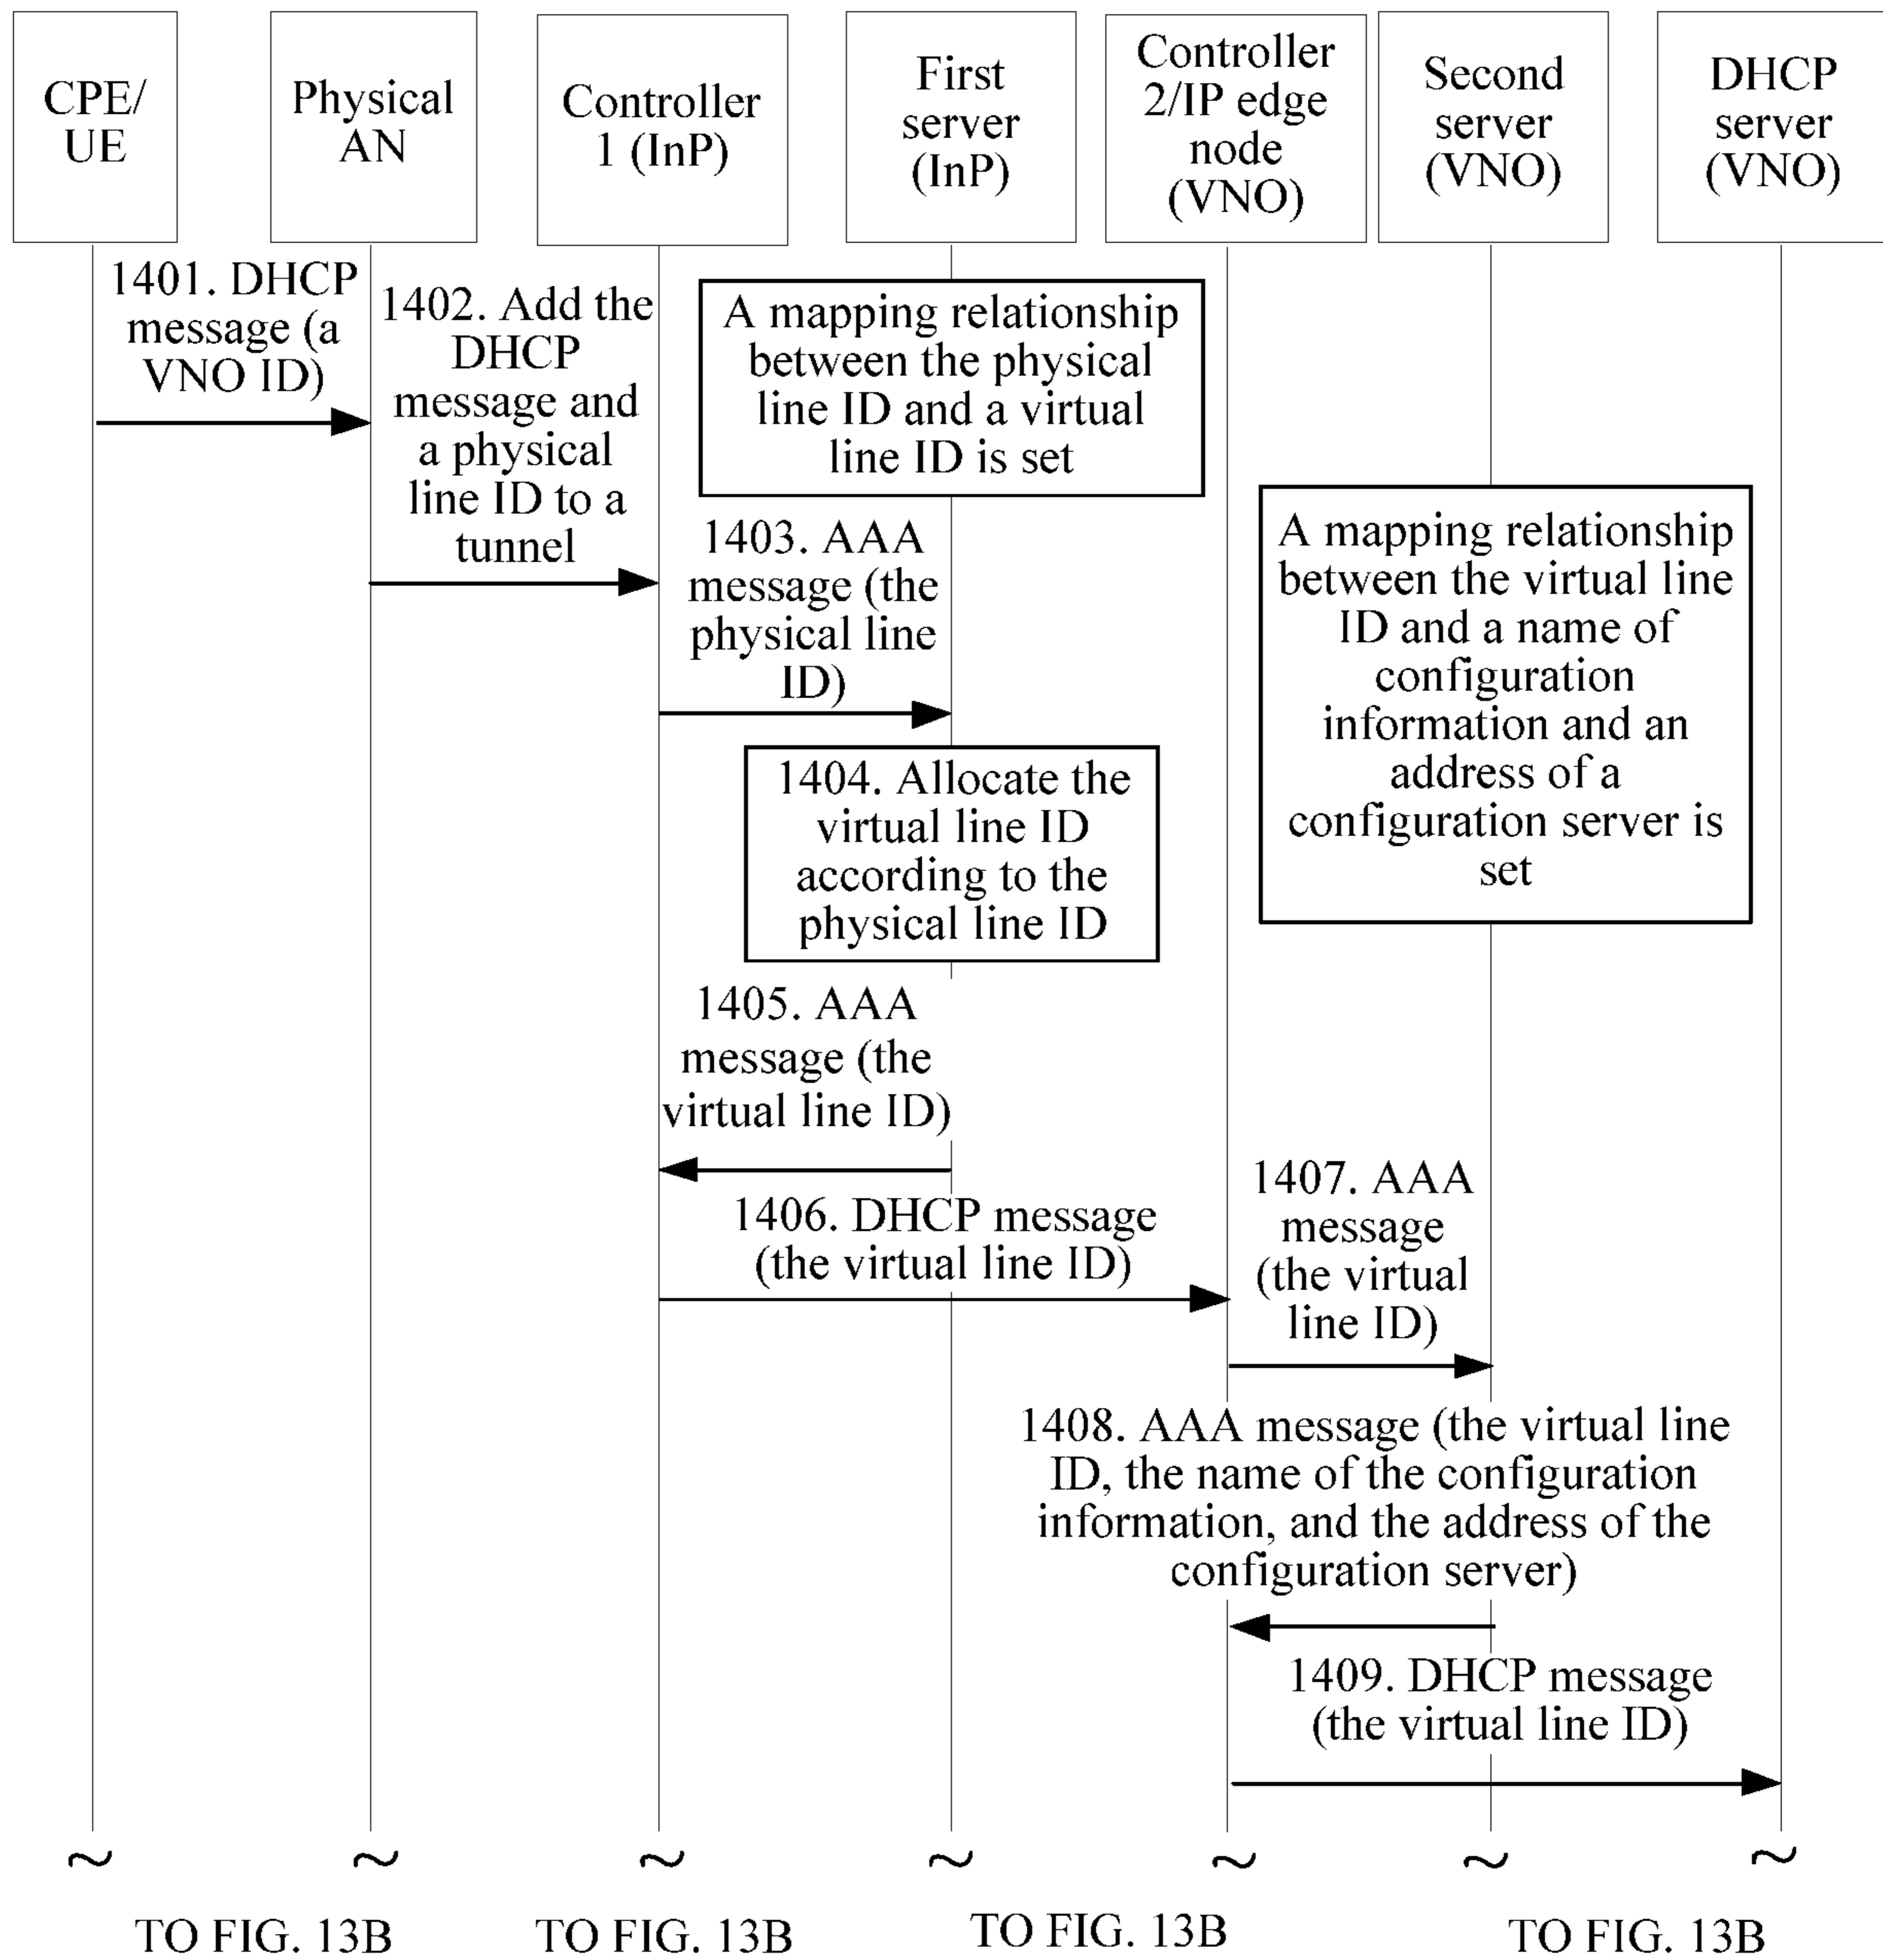 CPE/
UE
Physical
AN
Controller
1 (InP)
First
server
(InP)
Controller
2/IP edge
node
(VNO)
Second
server
(VNO)
DHCP
server
(VNO)
1401. DHCP
message (a
VNO ID)
1402. Add the
DHCP
message and
a physical
line ID to a
tunnel
A mapping relationship
between the physical
line ID and a virtual
line ID is set
A mapping relationship
between the virtual line
ID and a name of
configuration
information and an
address of a
configuration server is
set
1403. AAA
message (the
physical line
ID)
1404. Allocate the
virtual line ID
according to the
physical line ID
1405. AAA
message (the
virtual line ID)
1406. DHCP message
(the virtual line ID)
1407. AAA
message
(the virtual
line ID)
1408. AAA message (the virtual line
ID, the name of the configuration
information, and the address of the
configuration server)
1409. DHCP message
(the virtual line ID)
TO FIG. 13B
TO FIG. 13B
TO FIG. 13B
TO FIG. 13B